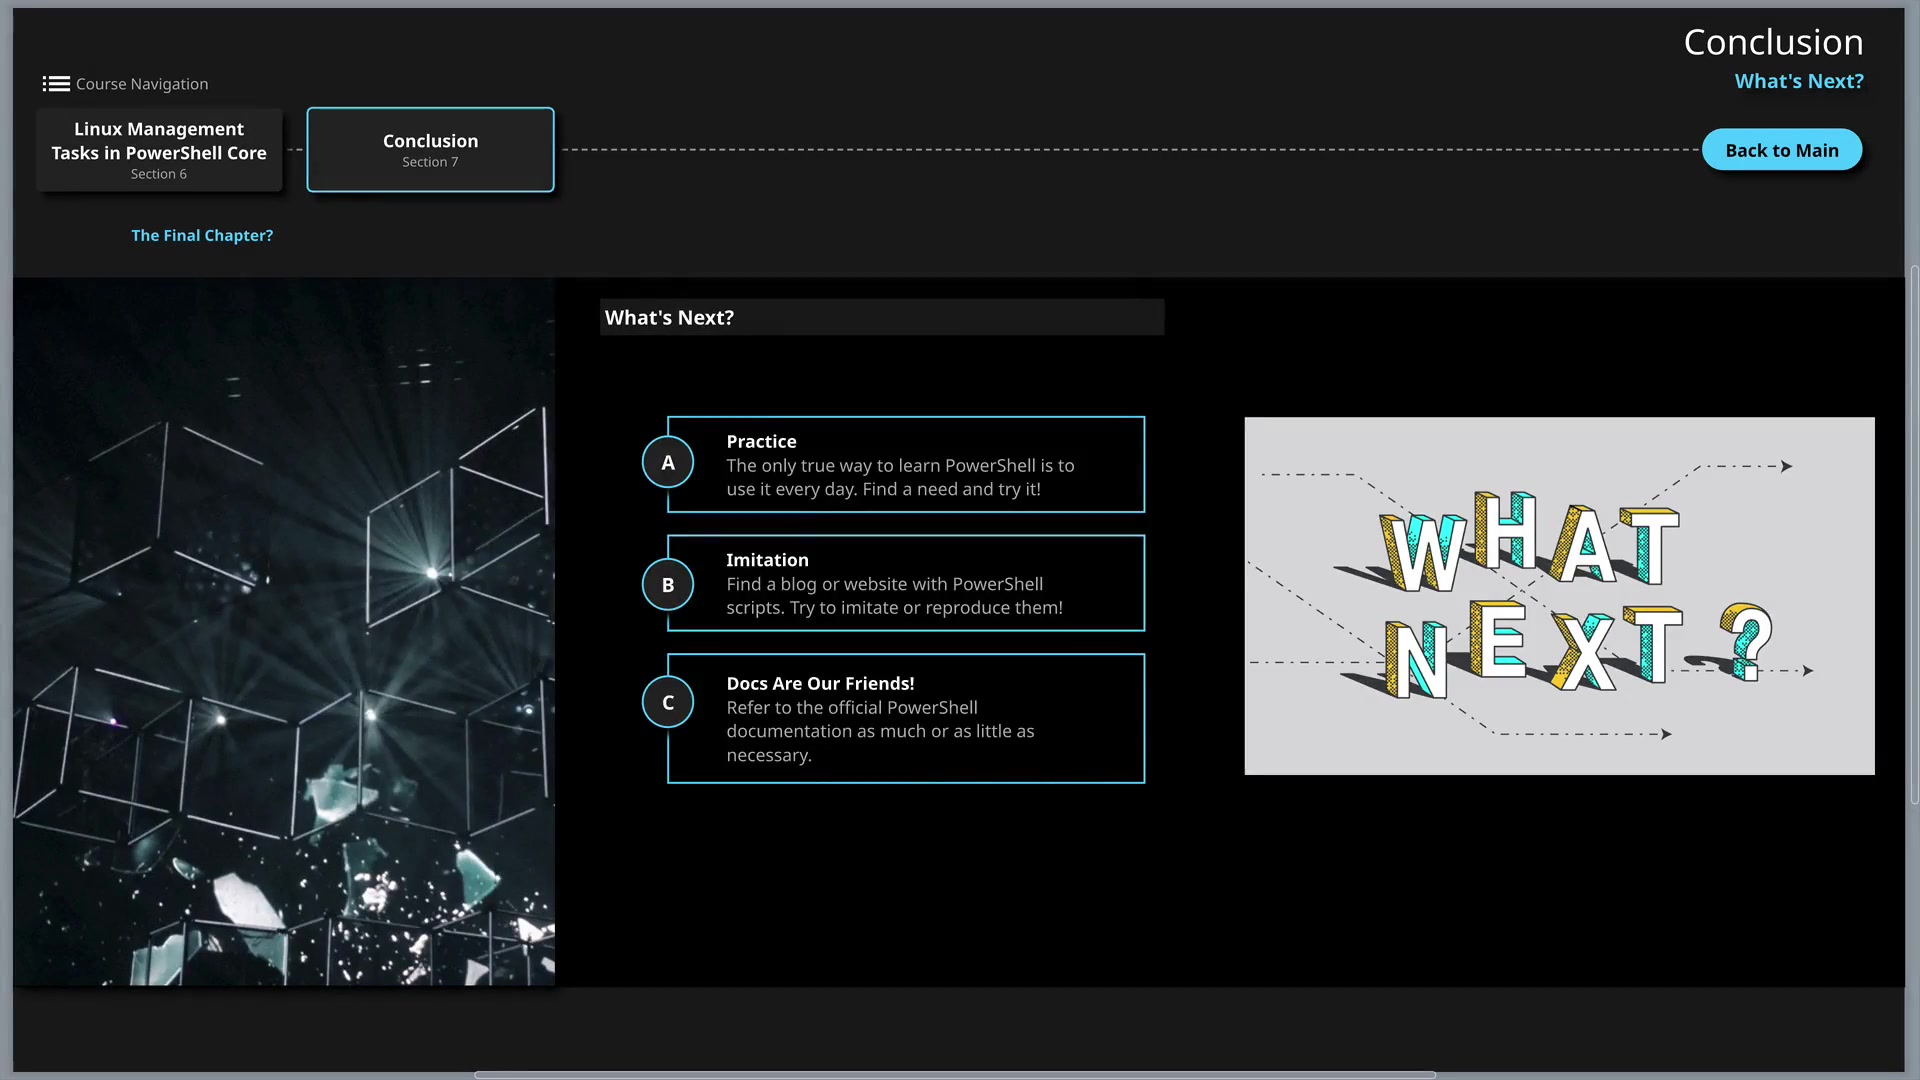 Conclusion
What's Next?
Course Navigation
Linux Management
Tasks in PowerShell Core
Section 6
Conclusion
Section 7
Back to Main
The Final Chapter?
What's Next?
A
Practice
The only true way to learn PowerShell is to
use it every day. Find a need and try it!
B
Imitation
Find a blog or website with PowerShell
scripts. Try to imitate or reproduce them!
C
Docs Are Our Friends!
Refer to the official PowerShell
documentation as much or as little as
necessary.
WHAT
NEXT?